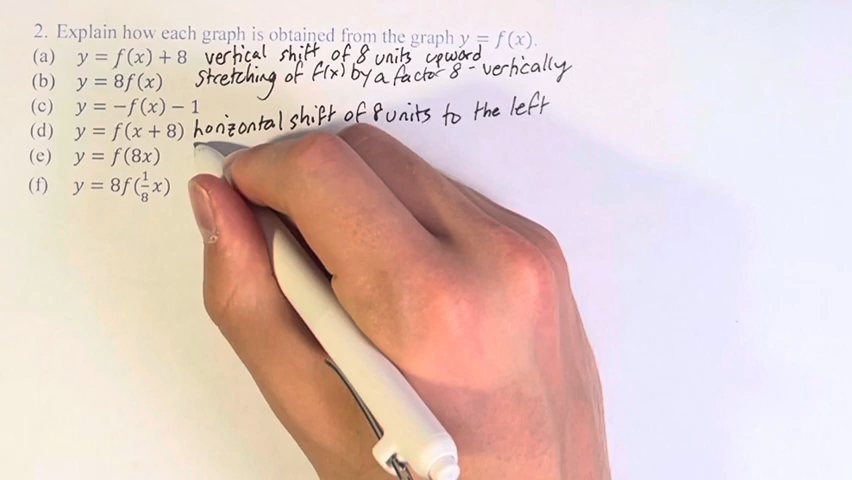 2. Explain how each graph is obtained from the graph y = f(x).
(a) y = f(x) + 8 vertical shift of 8 units upward
(b) y = 8f(x) stretching of f(x) by a factor 8 - vertically
(c) y = −f(x) − 1
(d) y = f(x + 8) horizontal shift of 8 units to the left
(e) y = f(8x)
(f) y = 8f(1/8 x)